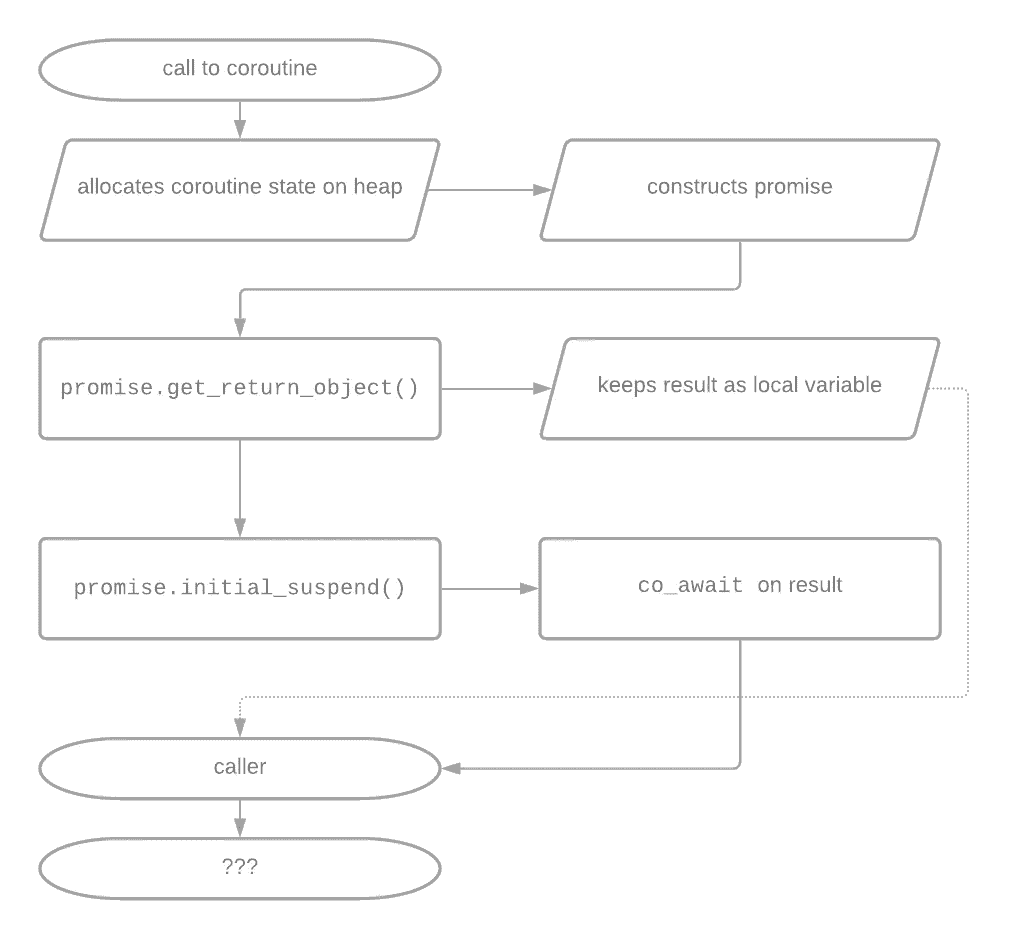 call to coroutine
allocates coroutine state on heap
constructs promise
promise.get_return_object()
keeps result as local variable
promise.initial_suspend()
co_await on result
caller
???